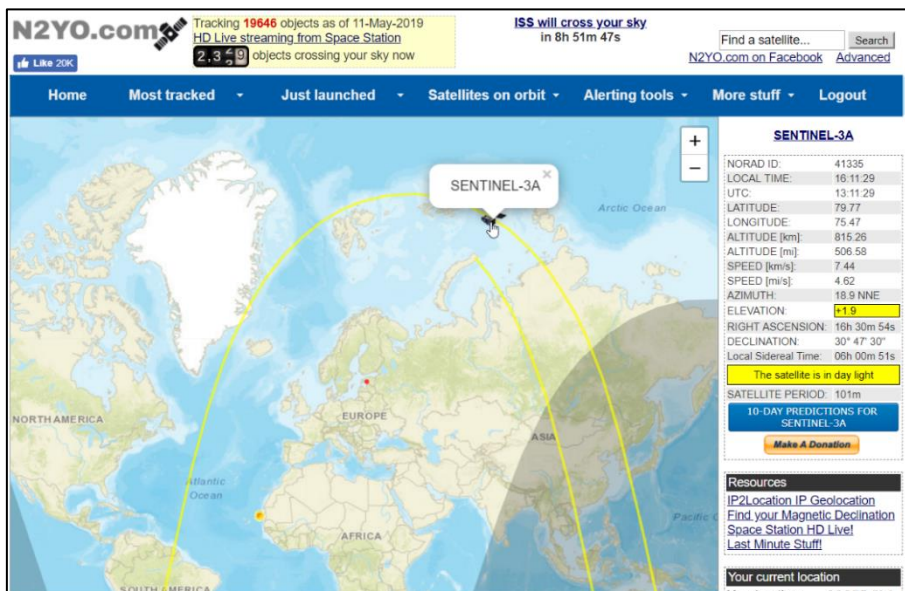 N2YO.com
Like 20K
Tracking 19646 objects as of 11-May-2019
HD Live streaming from Space Station
objects crossing your sky now
ISS will cross your sky
in 8h 51m 47s
Find a satellite...
Search
N2YO.com on Facebook Advanced
Home Most tracked Just launched Satellites on orbit Alerting tools More stuff Logout
+
−
SENTINEL-3A
×
Arctic Ocean
NORTH AMERICA
EUROPE
ASIA
Atlantic
Ocean
AFRICA
Pacific
SOUTH AMERICA
SENTINEL-3A
NORAD ID: 41335
LOCAL TIME: 16:11:29
UTC: 13:11:29
LATITUDE: 79.77
LONGITUDE: 75.47
ALTITUDE [km]: 815.26
ALTITUDE [mi]: 506.58
SPEED [km/s]: 7.44
SPEED [mi/s]: 4.62
AZIMUTH: 18.9 NNE
ELEVATION: +1.9
RIGHT ASCENSION: 16h 30m 54s
DECLINATION: 30° 47' 30"
Local Sidereal Time: 06h 00m 51s
The satellite is in day light
SATELLITE PERIOD: 101m
10-DAY PREDICTIONS FOR
SENTINEL-3A
Make A Donation
Resources
IP2Location IP Geolocation
Find your Magnetic Declination
Space Station HD Live!
Last Minute Stuff!
Your current location